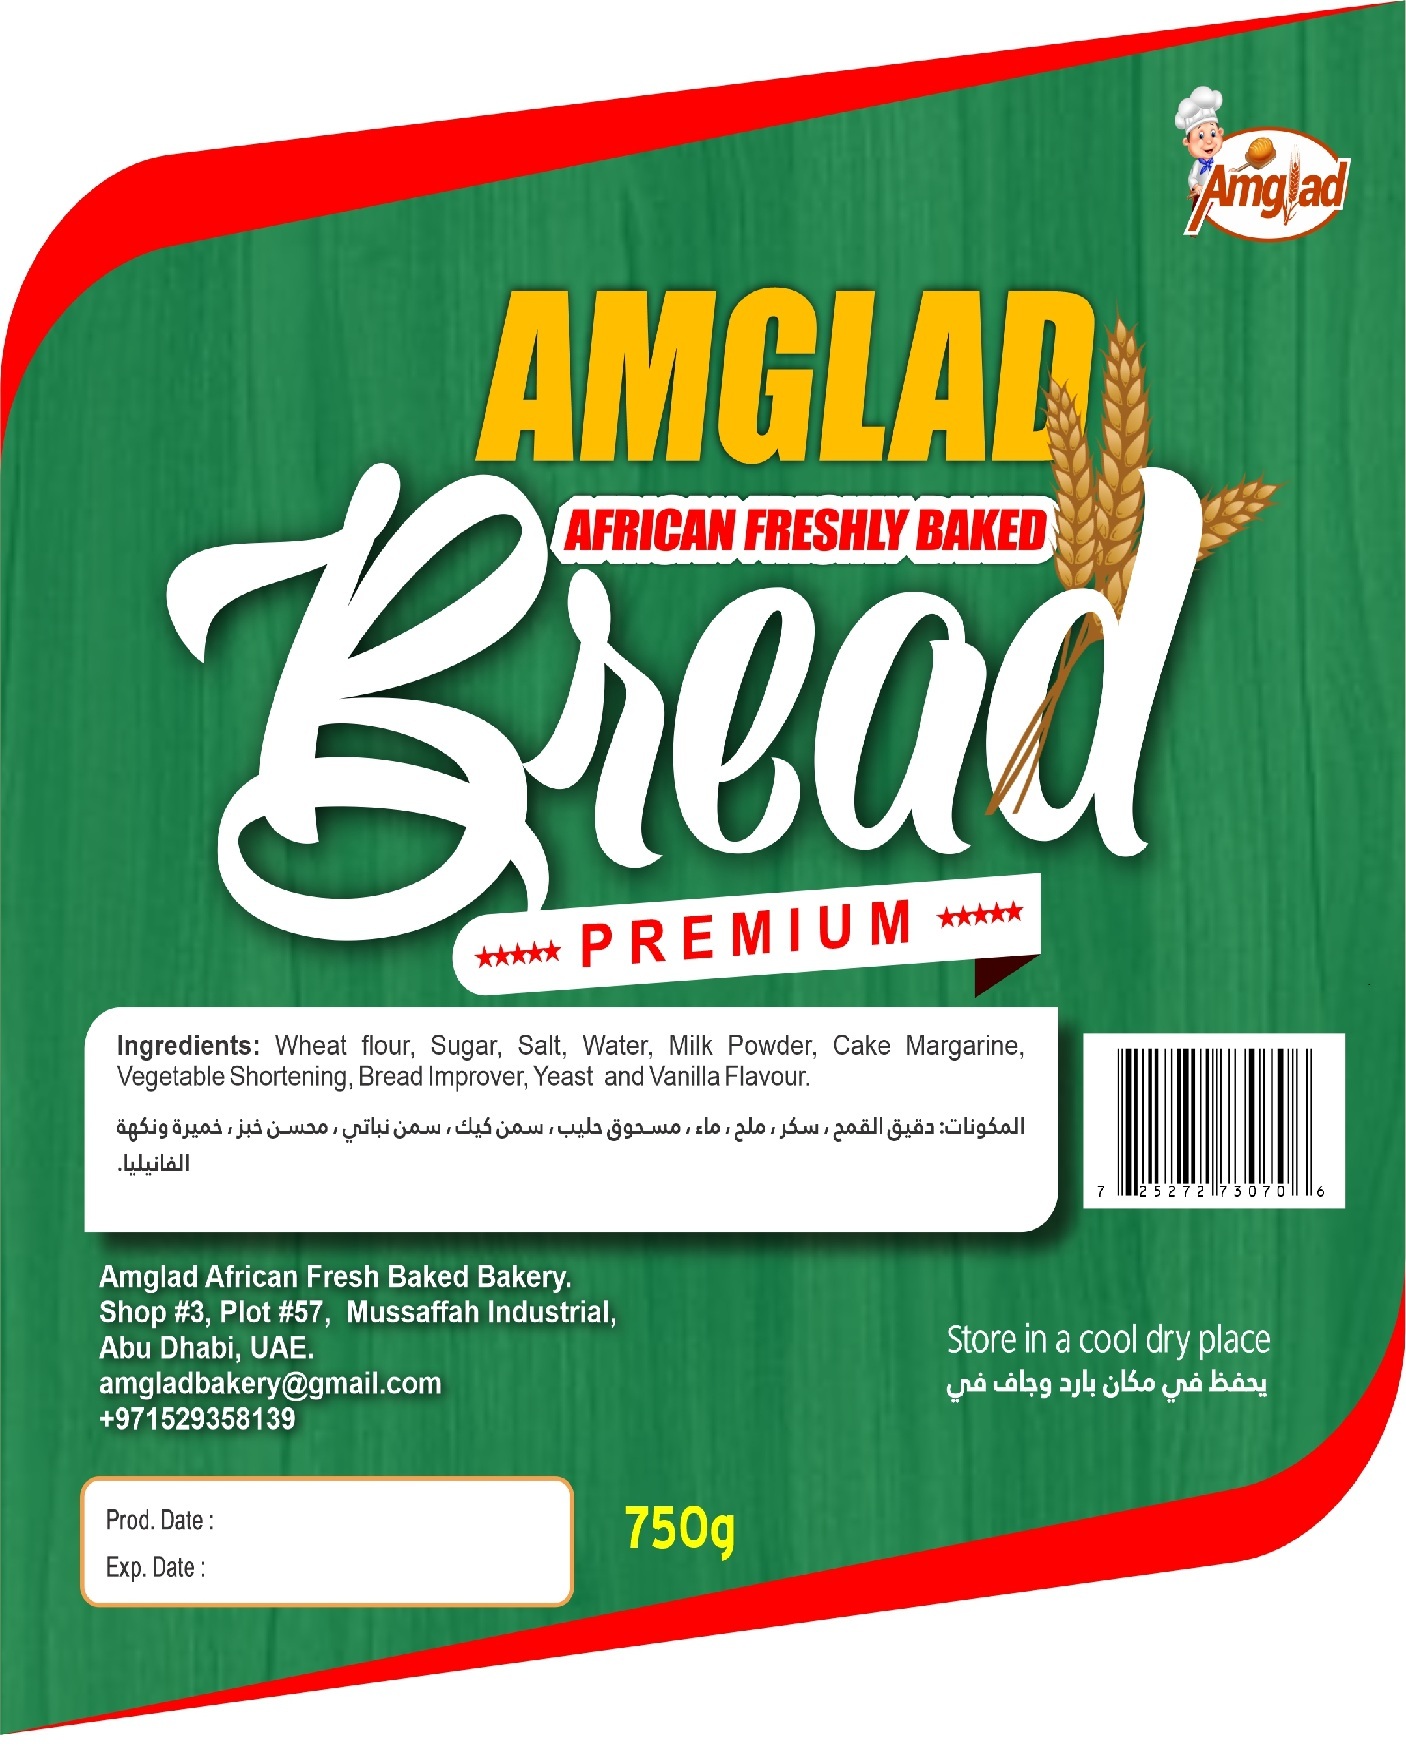 Amglad
AMGLAD
AFRICAN FRESHLY BAKED
Bread
PREMIUM
Ingredients: Wheat flour, Sugar, Salt, Water, Milk Powder, Cake Margarine,
Vegetable Shortening, Bread Improver, Yeast and Vanilla Flavour.
المكونات: دقيق القمح ، سكر ، ملح ، ماء ، مسحوق حليب ، سمن كيك ، سمن نباتي ، محسن خبز ، خميرة ونكهة
الفانيليا.
7 25272 73070 6
Amglad African Fresh Baked Bakery.
Shop #3, Plot #57, Mussaffah Industrial,
Abu Dhabi, UAE.
amgladbakery@gmail.com
+971529358139
Store in a cool dry place
يحفظ في مكان بارد وجاف في
Prod. Date :
Exp. Date :
750g